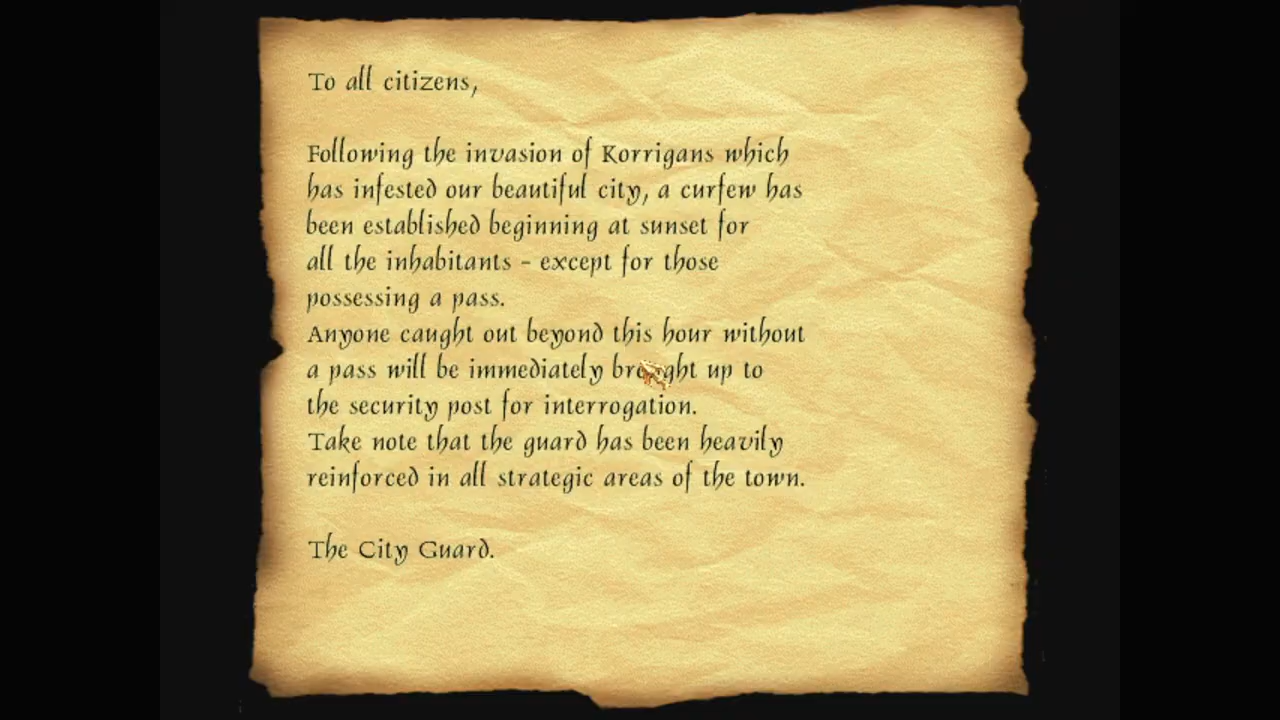 To all citizens,
Following the invasion of Korrigans which
has infested our beautiful city, a curfew has
been established beginning at sunset for
all the inhabitants - except for those
possessing a pass.
Anyone caught out beyond this hour without
a pass will be immediately brought up to
the security post for interrogation.
Take note that the guard has been heavily
reinforced in all strategic areas of the town.
The City Guard.